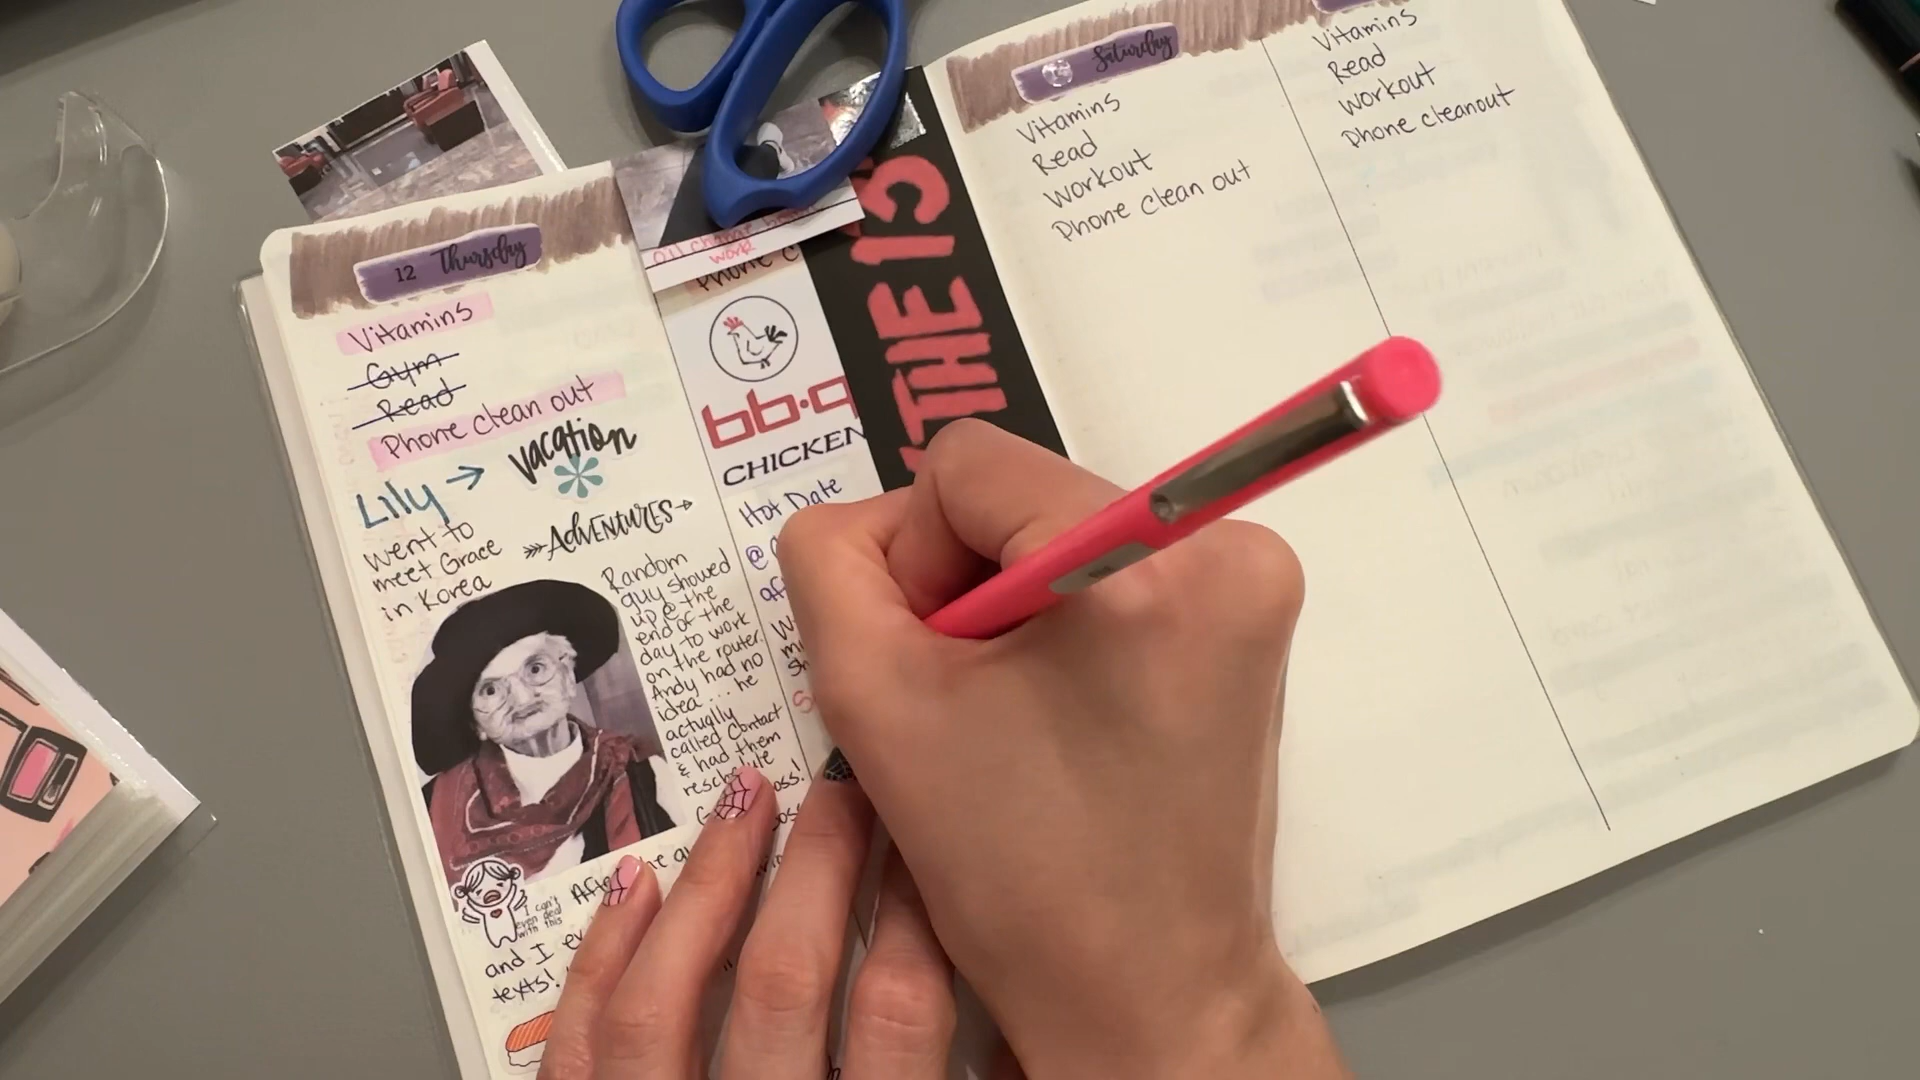 12 Thursday
Vitamins
Gym
Read
Phone clean out
Lily → vacation
went to
meet Grace
in Korea
Adventures
Random
guy showed
up @ the
end of the
day to work
on the router.
Andy had no
idea... he
actually
called Contact
& had them
I can't
even deal
with this
and I
texts!
oil change
work
Phone
bb.q
CHICKEN
Hot Date
@
THE 13
Saturday
Vitamins
Read
Workout
Phone clean out
Vitamins
Read
Workout
Phone cleanout